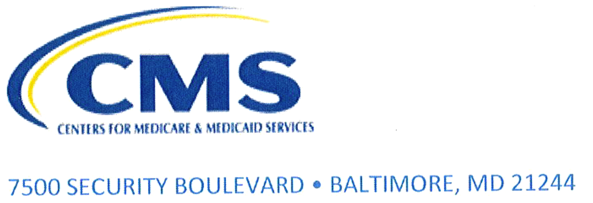 CMS
CENTERS FOR MEDICARE & MEDICAID SERVICES
7500 SECURITY BOULEVARD • BALTIMORE, MD 21244